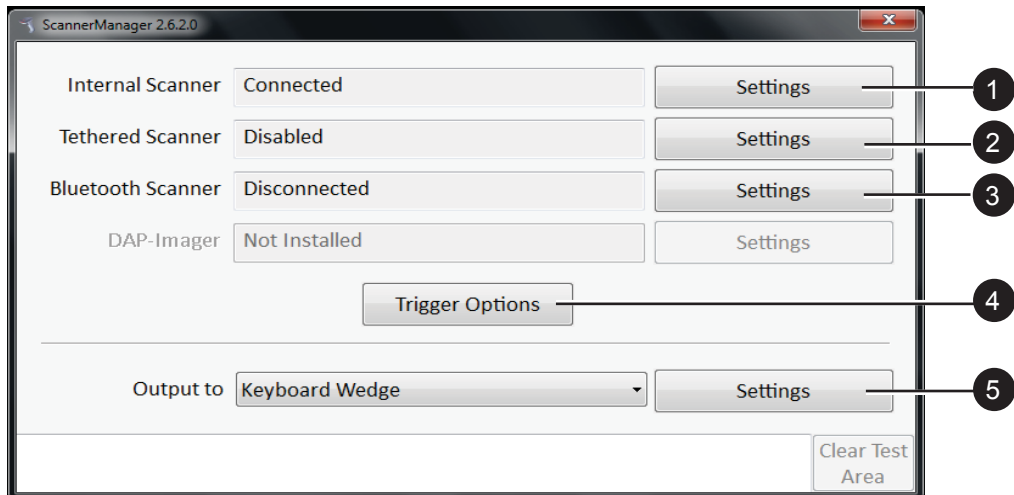 ScannerManager 2.6.2.0
Internal Scanner Connected Settings 1
Tethered Scanner Disabled Settings 2
Bluetooth Scanner Disconnected Settings 3
DAP-Imager Not Installed Settings
Trigger Options 4
Output to Keyboard Wedge Settings 5
Clear Test
Area